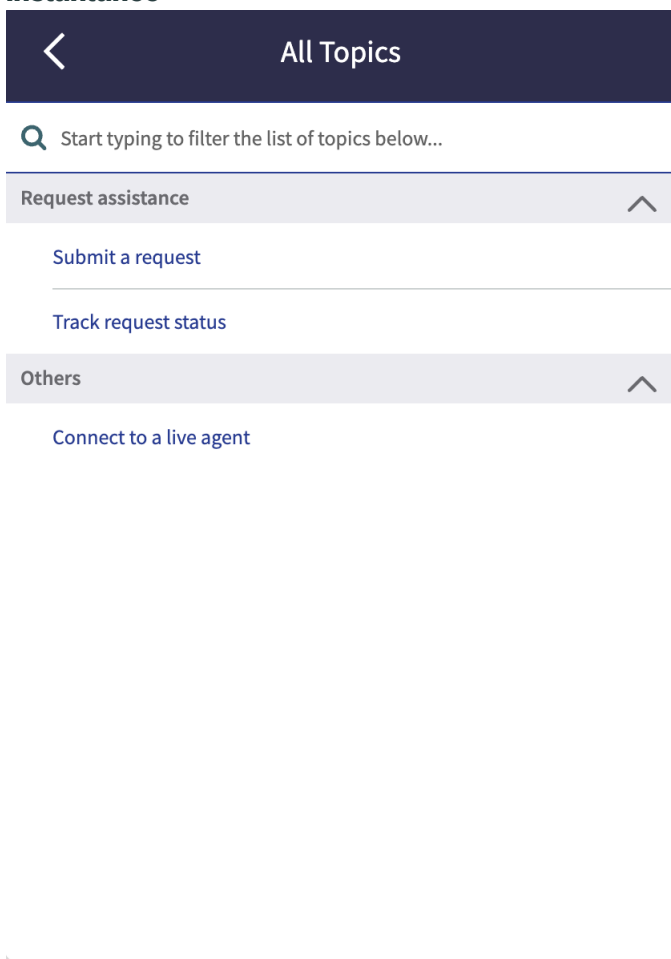 All Topics
Start typing to filter the list of topics below...
Request assistance
Submit a request
Track request status
Others
Connect to a live agent